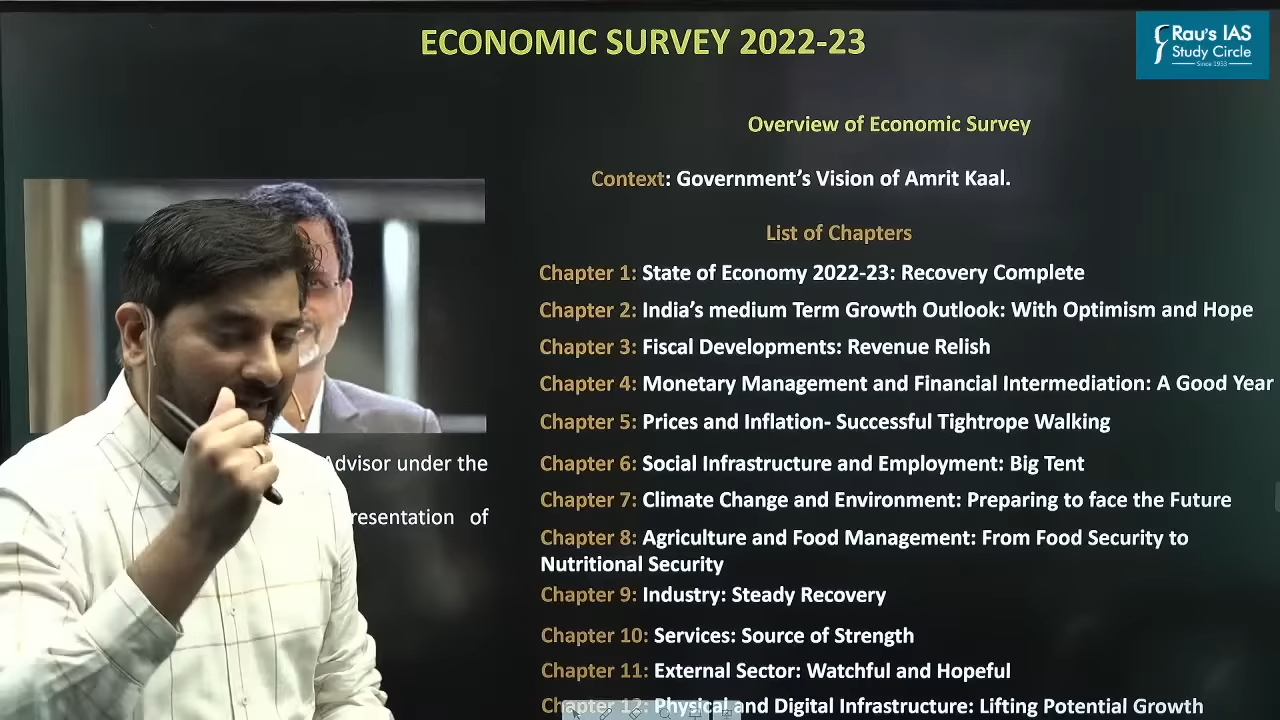 ECONOMIC SURVEY 2022-23
Rau's IAS
Study Circle
Since 1953
Overview of Economic Survey
Context: Government's Vision of Amrit Kaal.
List of Chapters
Chapter 1: State of Economy 2022-23: Recovery Complete
Chapter 2: India's medium Term Growth Outlook: With Optimism and Hope
Chapter 3: Fiscal Developments: Revenue Relish
Chapter 4: Monetary Management and Financial Intermediation: A Good Year
Chapter 5: Prices and Inflation- Successful Tightrope Walking
Chapter 6: Social Infrastructure and Employment: Big Tent
Chapter 7: Climate Change and Environment: Preparing to face the Future
Chapter 8: Agriculture and Food Management: From Food Security to
Nutritional Security
Chapter 9: Industry: Steady Recovery
Chapter 10: Services: Source of Strength
Chapter 11: External Sector: Watchful and Hopeful
Chapter 12: Physical and Digital Infrastructure: Lifting Potential Growth
Advisor under the
resentation of